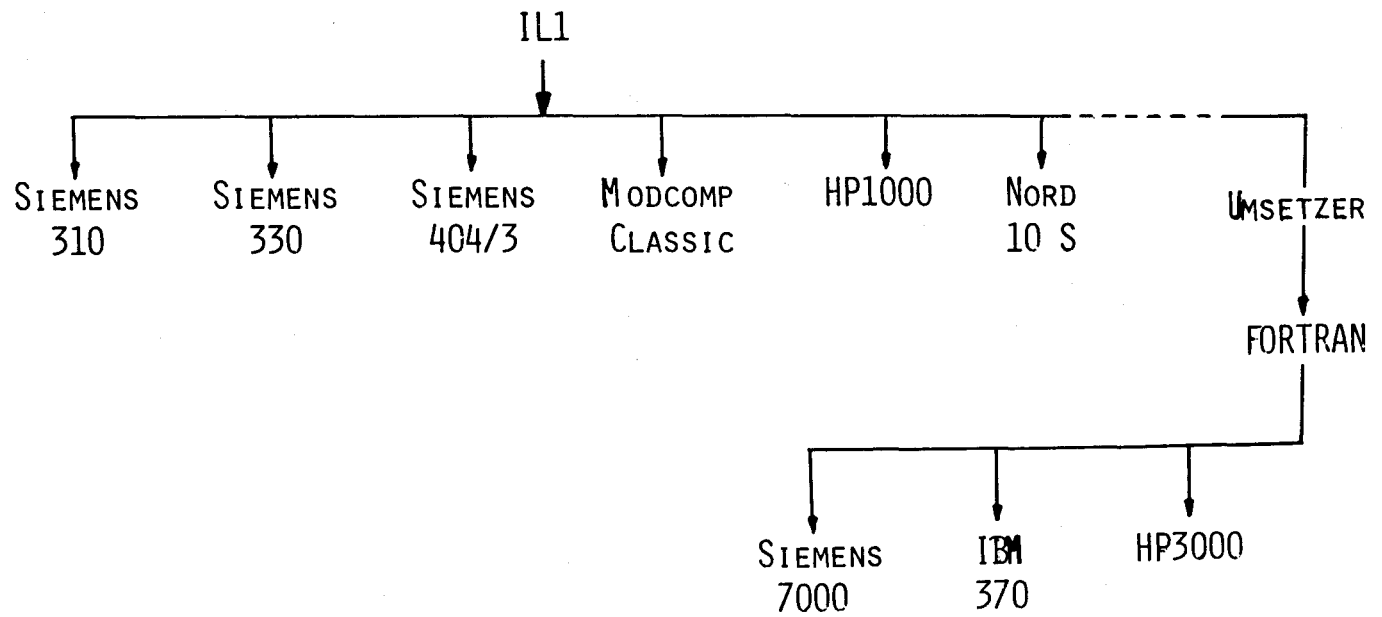 IL1
SIEMENS
310
SIEMENS
330
SIEMENS
404/3
MODCOMP
CLASSIC
HP1000
NORD
10 S
UMSETZER
FORTRAN
SIEMENS
7000
IBM
370
HP3000